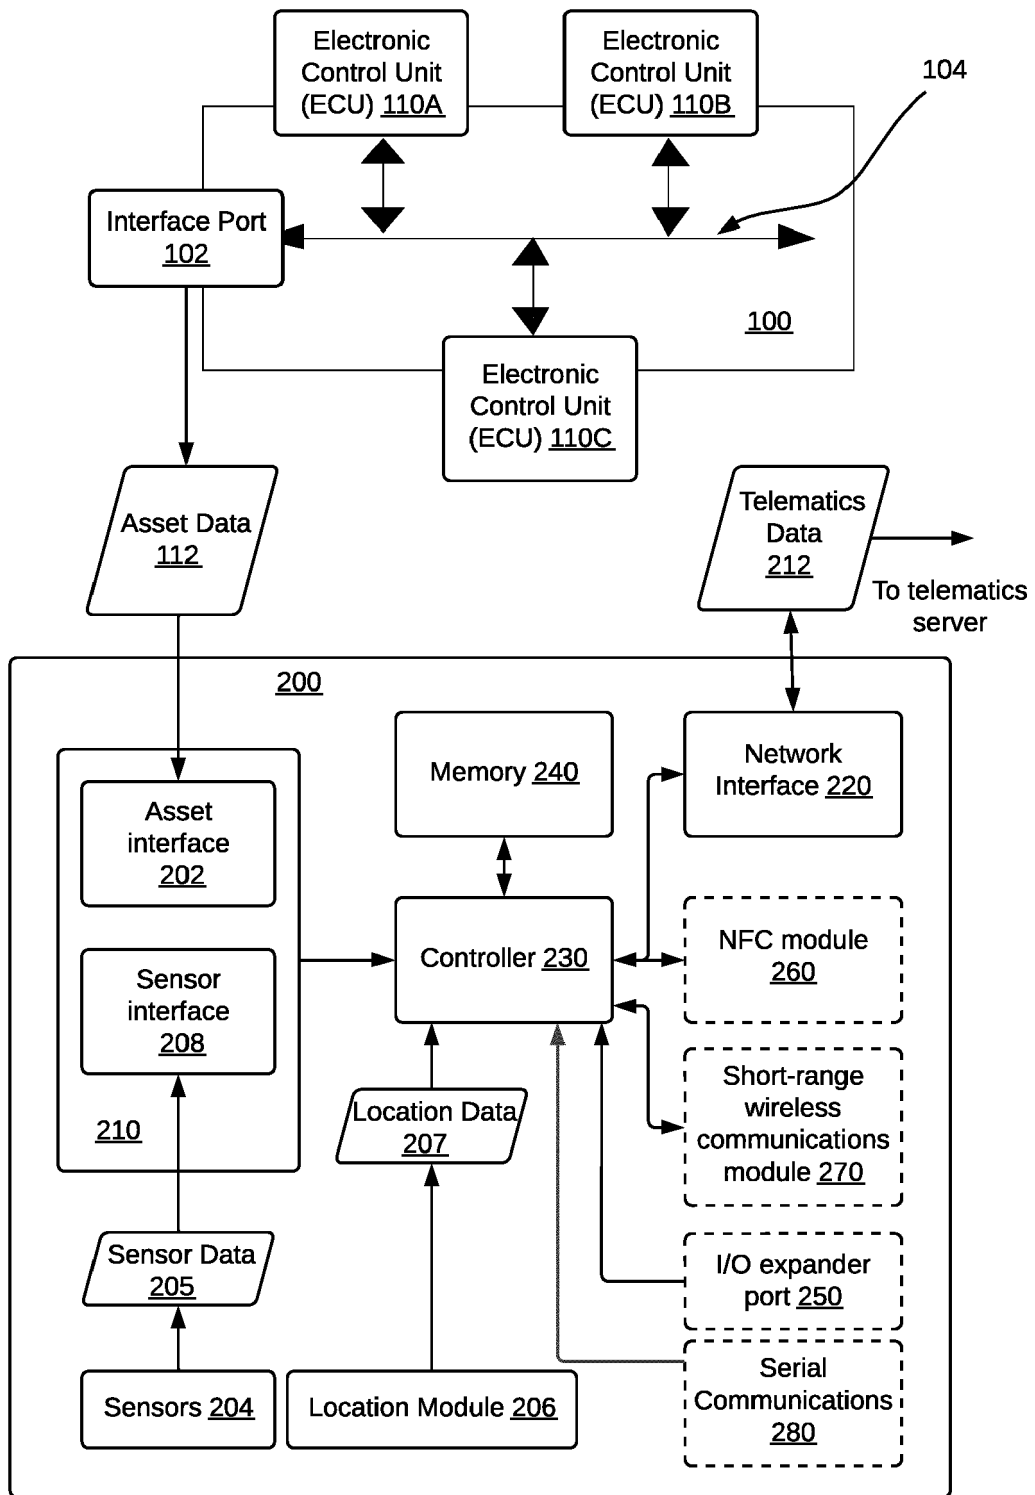 Electronic
Control Unit
(ECU) 110A
Electronic
Control Unit
(ECU) 110B
104
Interface Port
102
100
Electronic
Control Unit
(ECU) 110C
Asset Data
112
Telematics
Data
212
To telematics
server
200
Asset
interface
202
Memory 240
Network
Interface 220
Sensor
interface
208
Controller 230
NFC module
260
Short-range
wireless
communications
module 270
210
Location Data
207
Sensor Data
205
I/O expander
port 250
Sensors 204
Location Module 206
Serial
Communications
280